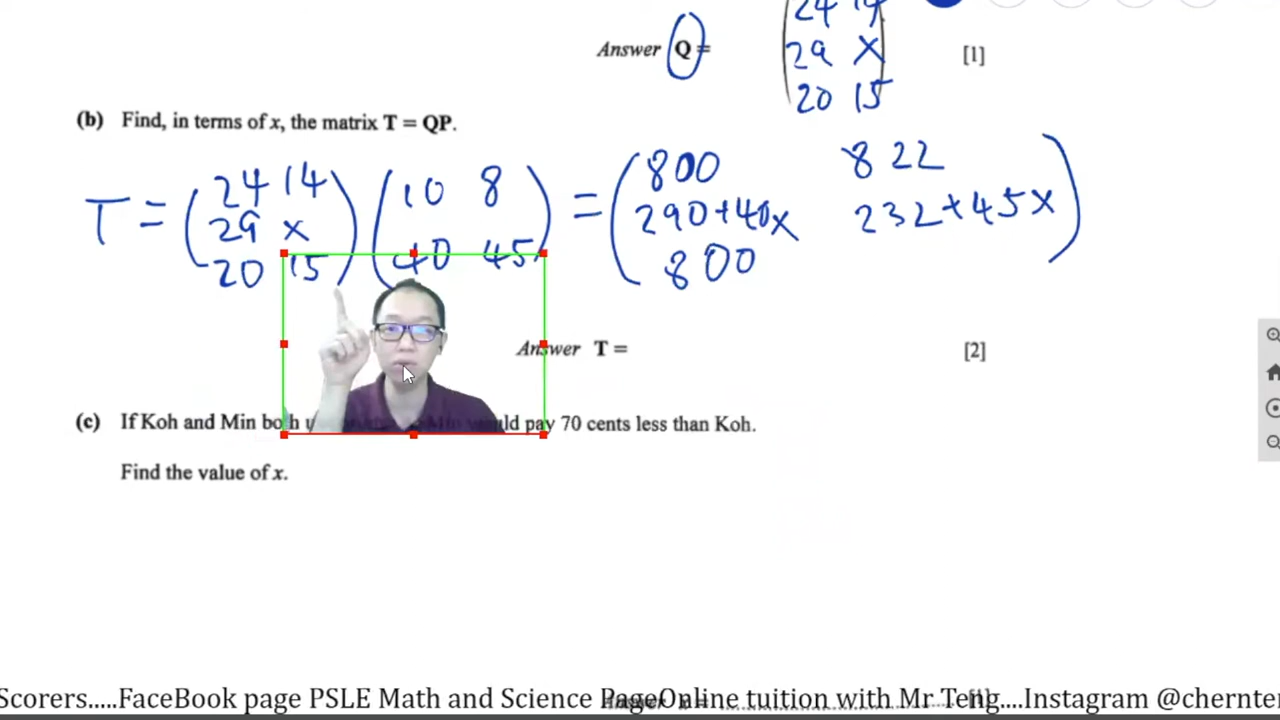 24 14
Answer Q = 29 x [1]
20 15
(b) Find, in terms of x, the matrix T = QP.
T = ( 24 14 ) ( 10 8 ) = ( 800 822 )
29 x 290+40x 232+45x
20 15 40 45 800
Answer T = [2]
(c) If Koh and Min both ld pay 70 cents less than Koh.
Find the value of x.
Scorers.....FaceBook page PSLE Math and Science PageOnline tuition with Mr Teng....Instagram @chernter